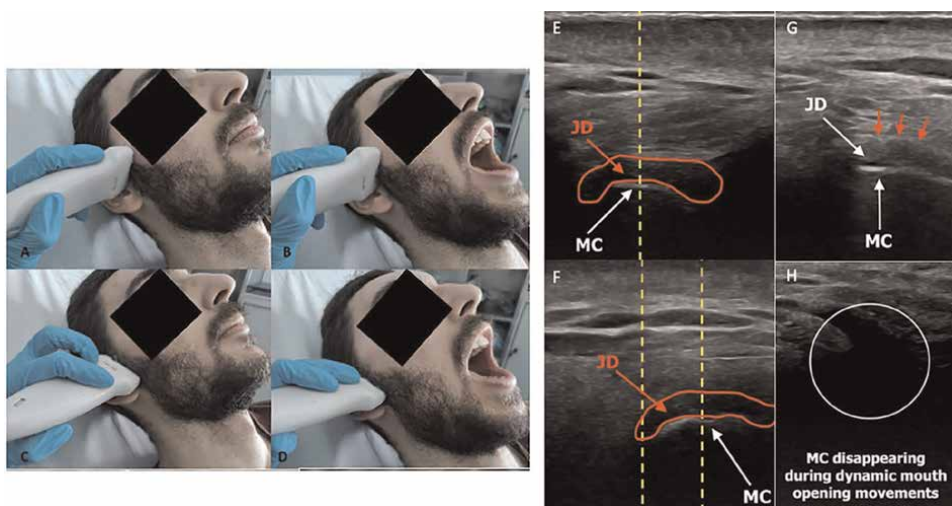 A
B
C
D
E
JD
MC
F
JD
MC
G
JD
MC
H
MC disappearing
during dynamic mouth
opening movements